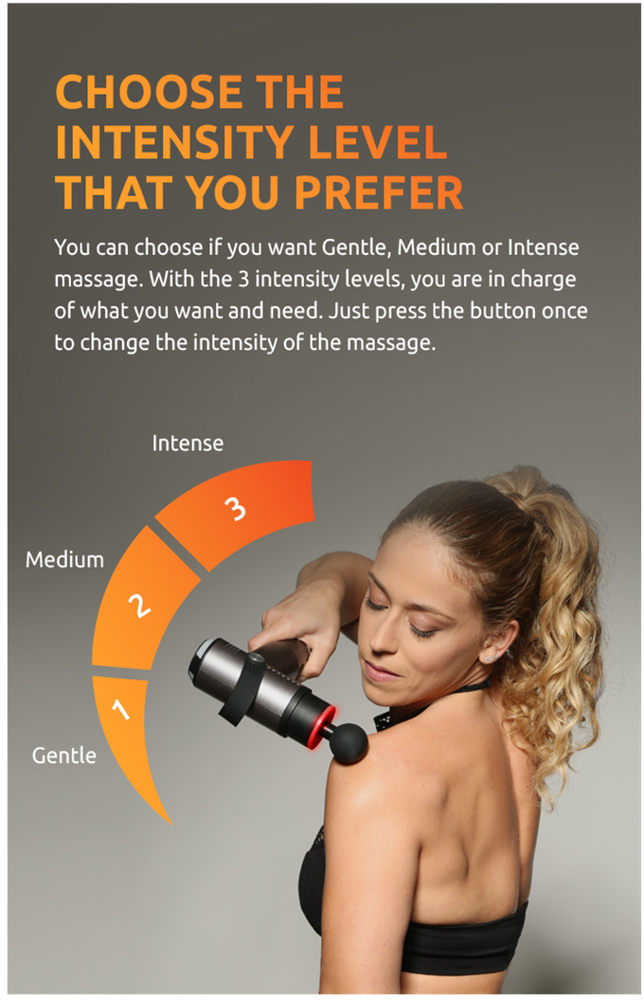 CHOOSE THE
INTENSITY LEVEL
THAT YOU PREFER
You can choose if you want Gentle, Medium or Intense
massage. With the 3 intensity levels, you are in charge
of what you want and need. Just press the button once
to change the intensity of the massage.
Intense
3
Medium
2
1
Gentle